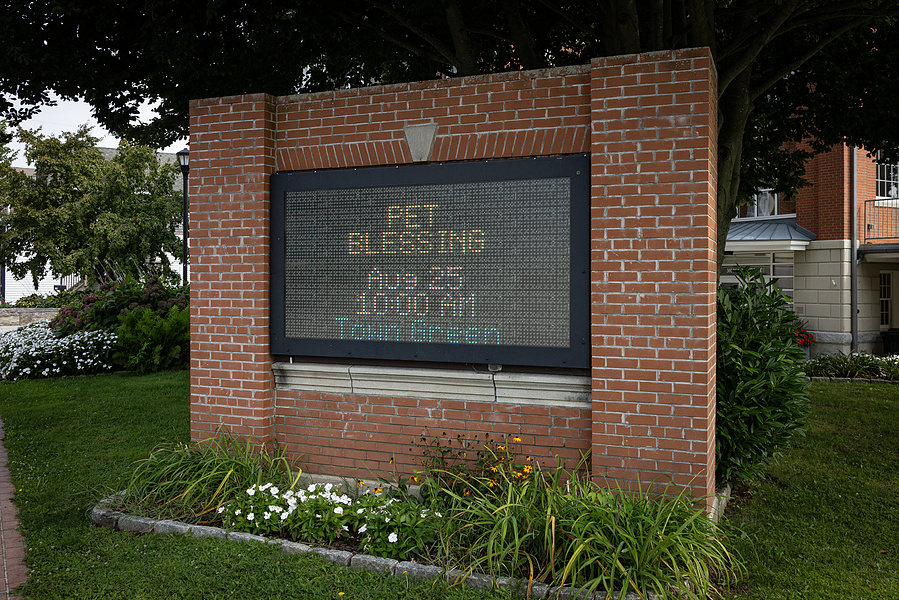 PET
BLESSING
Aug 25
10:00 AM
Town Green